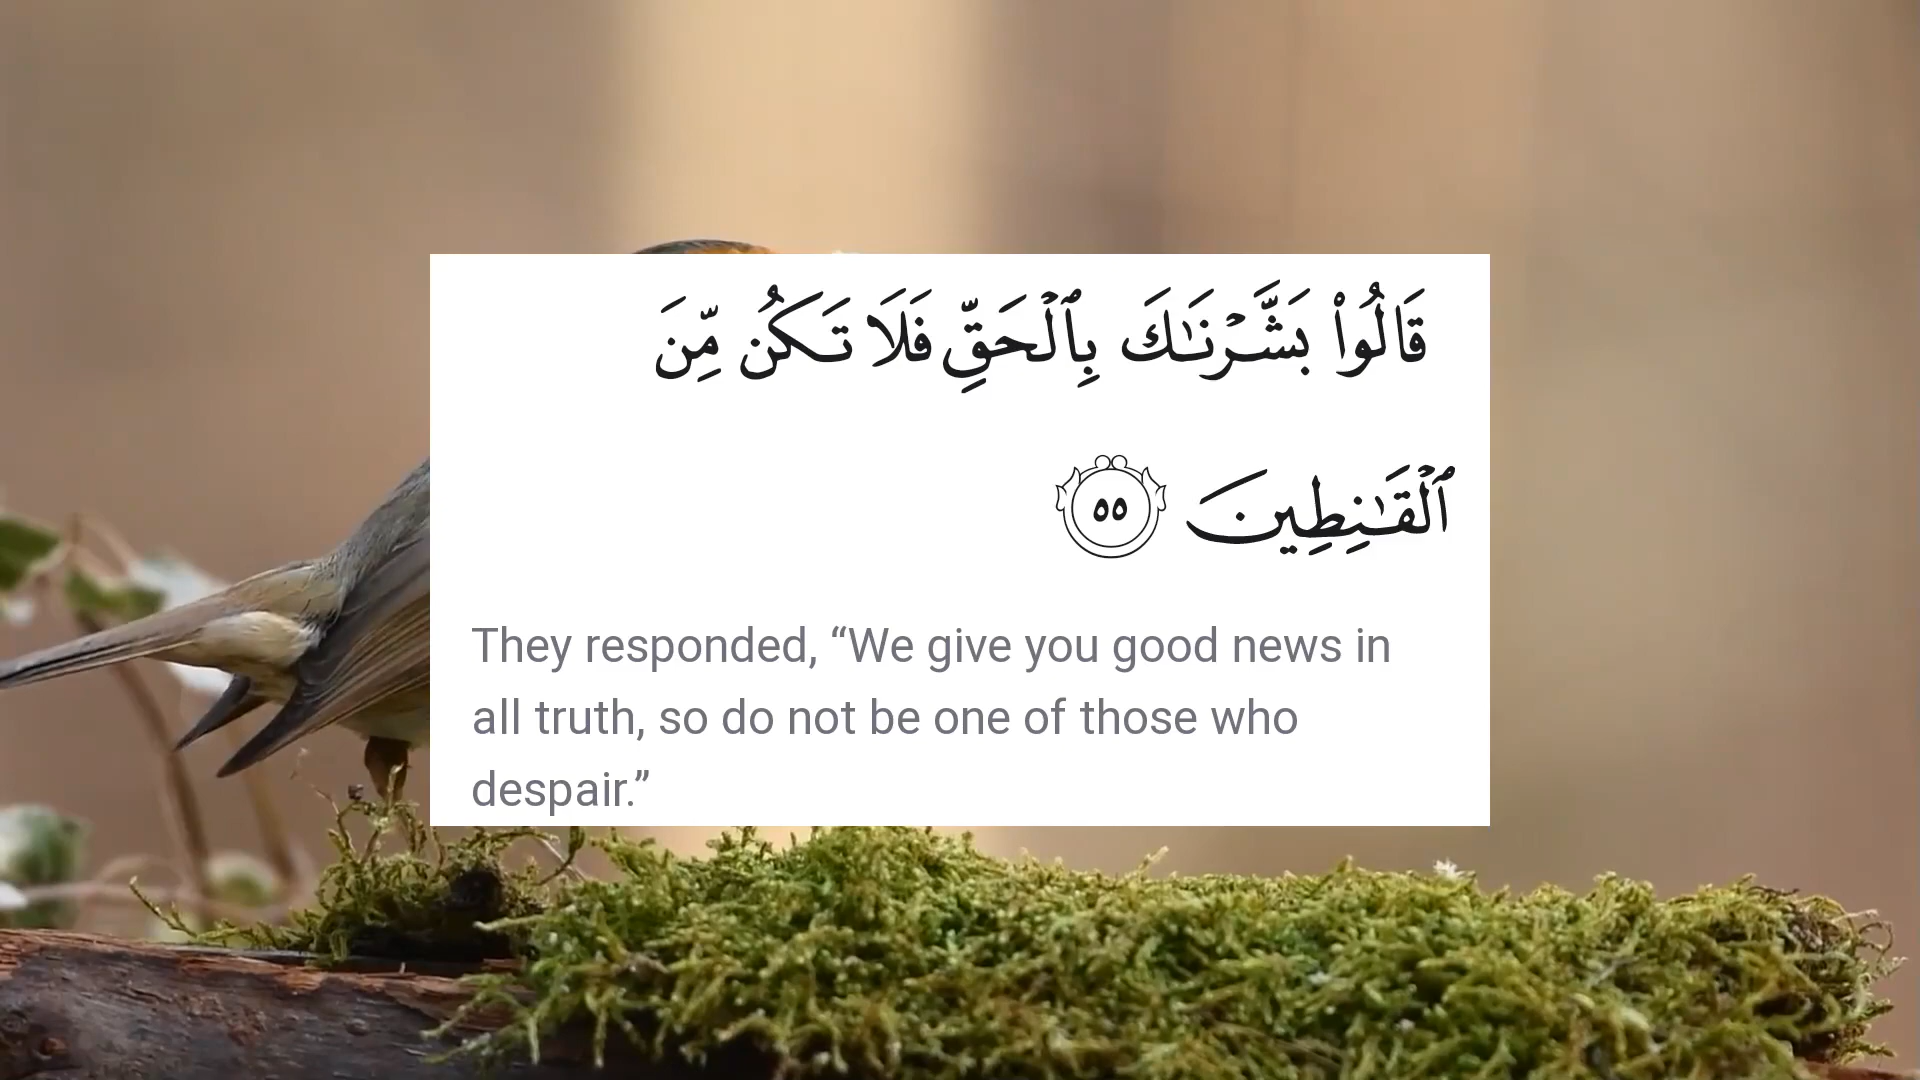 قَالُوا۟ بَشَّرْنَـٰكَ بِٱلْحَقِّ فَلَا تَكُن مِّنَ
ٱلْقَـٰنِطِينَ ٥٥
They responded, “We give you good news in
all truth, so do not be one of those who
despair.”